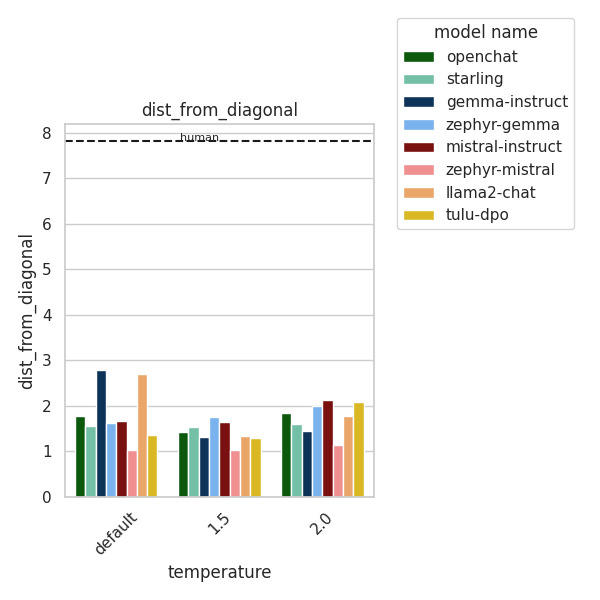 model name
openchat
starling
gemma-instruct
zephyr-gemma
mistral-instruct
zephyr-mistral
llama2-chat
tulu-dpo
dist_from_diagonal
human
dist_from_diagonal
8
7
6
5
4
3
2
1
0
default
1.5
2.0
temperature